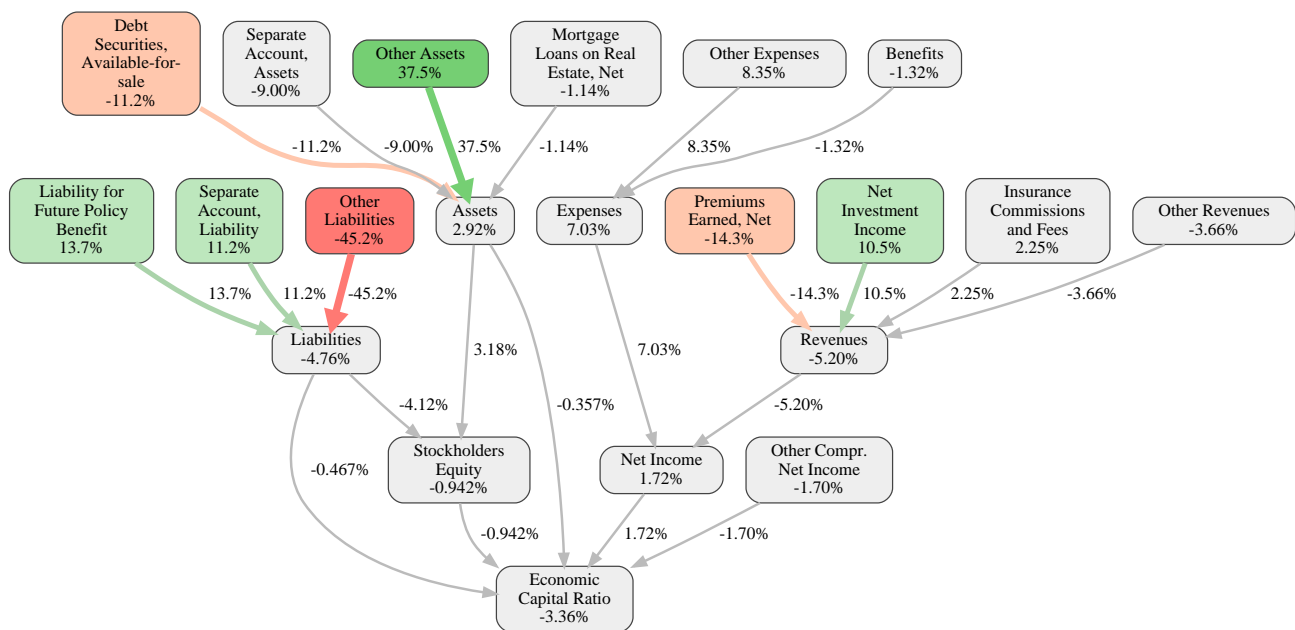 Debt
Securities,
Available-for-
sale
-11.2%
Separate
Account,
Assets
-9.00%
Other Assets
37.5%
Mortgage
Loans on Real
Estate, Net
-1.14%
Other Expenses
8.35%
Benefits
-1.32%
-11.2%
-9.00%
37.5%
-1.14%
8.35%
-1.32%
Liability for
Future Policy
Benefit
13.7%
Separate
Account,
Liability
11.2%
Other
Liabilities
-45.2%
Assets
2.92%
Expenses
7.03%
Premiums
Earned, Net
-14.3%
Net
Investment
Income
10.5%
Insurance
Commissions
and Fees
2.25%
Other Revenues
-3.66%
13.7%
11.2%
-45.2%
-14.3%
10.5%
2.25%
-3.66%
Liabilities
-4.76%
3.18%
7.03%
Revenues
-5.20%
-4.12%
-0.357%
-5.20%
-0.467%
Stockholders
Equity
-0.942%
Net Income
1.72%
Other Compr.
Net Income
-1.70%
-0.942%
1.72%
-1.70%
Economic
Capital Ratio
-3.36%